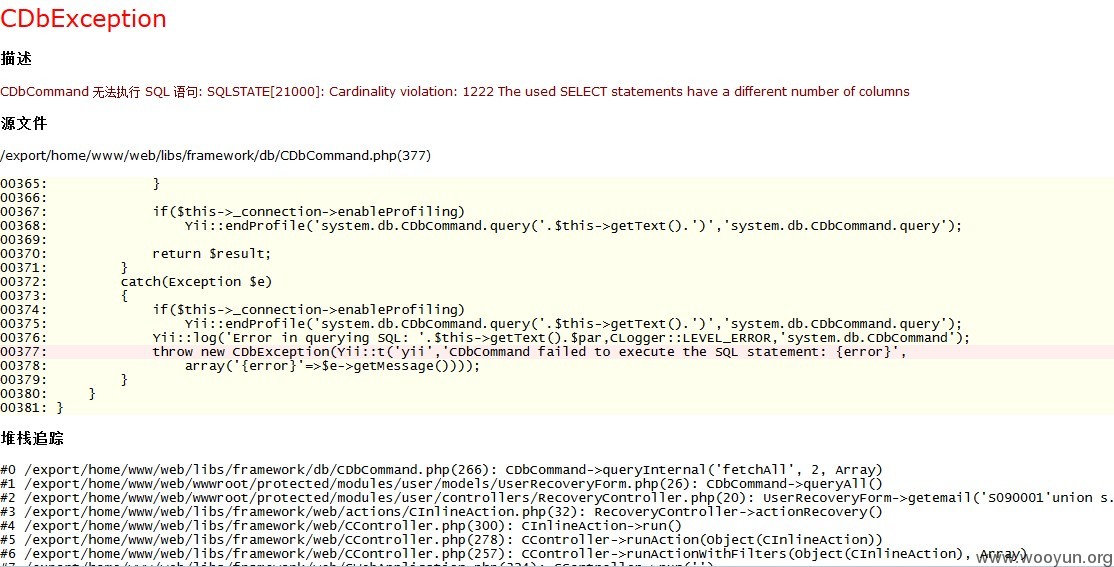 CDbException
描述
CDbCommand 无法执行 SQL 语句: SQLSTATE[21000]: Cardinality violation: 1222 The used SELECT statements have a different number of columns
源文件
/export/home/www/web/libs/framework/db/CDbCommand.php(377)
00365:             }
00366:
00367:             if($this->_connection->enableProfiling)
00368:                 Yii::endProfile('system.db.CDbCommand.query('.$this->getText().')','system.db.CDbCommand.query');
00369:
00370:             return $result;
00371:         }
00372:         catch(Exception $e)
00373:         {
00374:             if($this->_connection->enableProfiling)
00375:                 Yii::endProfile('system.db.CDbCommand.query('.$this->getText().')','system.db.CDbCommand.query');
00376:             Yii::log('Error in querying SQL: '.$this->getText().$par,CLogger::LEVEL_ERROR,'system.db.CDbCommand');
00377:             throw new CDbException(Yii::t('yii','CDbCommand failed to execute the SQL statement: {error}',
00378:                 array('{error}'=>$e->getMessage())));
00379:         }
00380:     }
00381: }
堆栈追踪
#0 /export/home/www/web/libs/framework/db/CDbCommand.php(266): CDbCommand->queryInternal('fetchAll', 2, Array)
#1 /export/home/www/web/wwwroot/protected/modules/user/models/UserRecoveryForm.php(26): CDbCommand->queryAll()
#2 /export/home/www/web/wwwroot/protected/modules/user/controllers/RecoveryController.php(20): UserRecoveryForm->getemail('S090001'union s.
#3 /export/home/www/web/libs/framework/web/actions/CInlineAction.php(32): RecoveryController->actionRecovery()
#4 /export/home/www/web/libs/framework/web/CController.php(300): CInlineAction->run()
#5 /export/home/www/web/libs/framework/web/CController.php(278): CController->runAction(Object(CInlineAction))
#6 /export/home/www/web/libs/framework/web/CController.php(257): CController->runActionWithFilters(Object(CInlineAction), Array)
www.wooyun.org